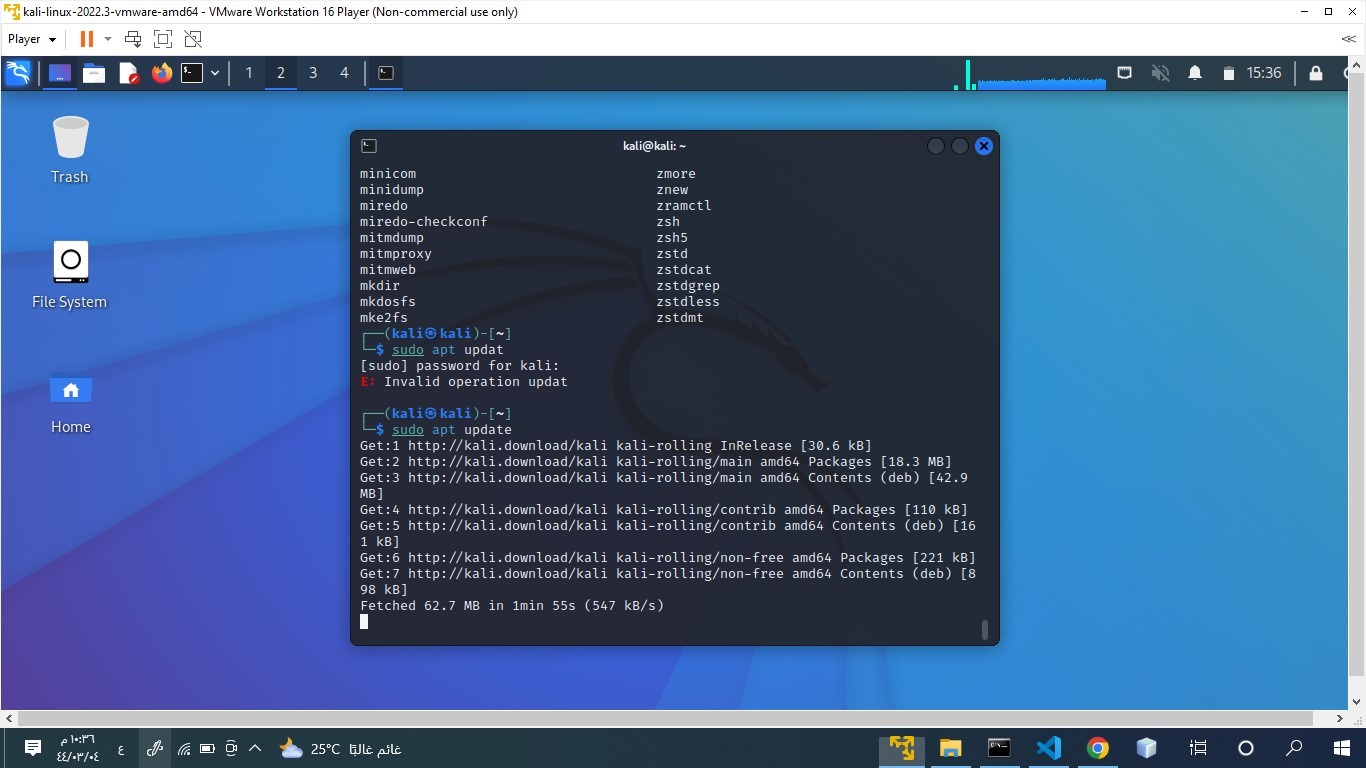 kali-linux-2022.3-vmware-amd64 - VMware Workstation 16 Player (Non-commercial use only)
Player
1 2 3 4
15:36
Trash
File System
Home
kali@kali: ~
minicom zmore
minidump znew
miredo zramctl
miredo-checkconf zsh
mitmdump zsh5
mitmproxy zstd
mitmweb zstdcat
mkdir zstdgrep
mkdosfs zstdless
mke2fs zstdmt
┌──(kali㉿kali)-[~]
└─$ sudo apt updat
[sudo] password for kali:
E: Invalid operation updat
┌──(kali㉿kali)-[~]
└─$ sudo apt update
Get:1 http://kali.download/kali kali-rolling InRelease [30.6 kB]
Get:2 http://kali.download/kali kali-rolling/main amd64 Packages [18.3 MB]
Get:3 http://kali.download/kali kali-rolling/main amd64 Contents (deb) [42.9
MB]
Get:4 http://kali.download/kali kali-rolling/contrib amd64 Packages [110 kB]
Get:5 http://kali.download/kali kali-rolling/contrib amd64 Contents (deb) [16
1 kB]
Get:6 http://kali.download/kali kali-rolling/non-free amd64 Packages [221 kB]
Get:7 http://kali.download/kali kali-rolling/non-free amd64 Contents (deb) [8
98 kB]
Fetched 62.7 MB in 1min 55s (547 kB/s)
١٠:٣٦ م
٤٤/٠٣/٠٤
ع
25°C غائم غالبًا